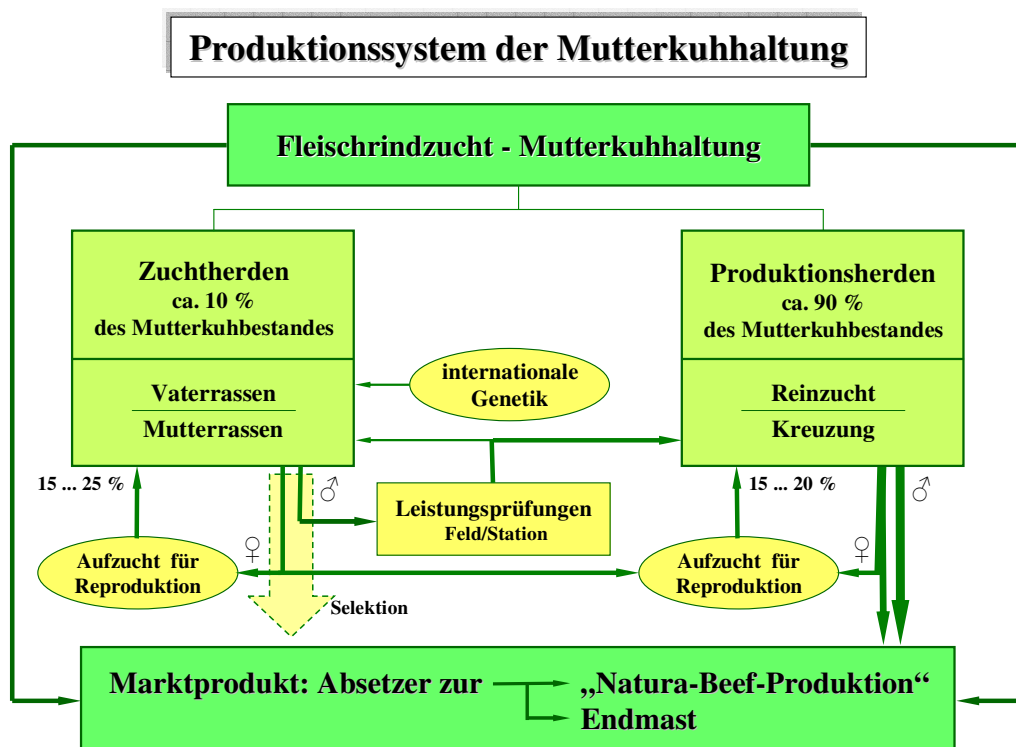 Produktionssystem der Mutterkuhhaltung
Fleischrindzucht - Mutterkuhhaltung
Zuchtherden
ca. 10 %
des Mutterkuhbestandes
Produktionsherden
ca. 90 %
des Mutterkuhbestandes
Vaterrassen
Mutterrassen
internationale
Genetik
Reinzucht
Kreuzung
15 ... 25 %
♂
Leistungsprüfungen
Feld/Station
15 ... 20 %
♂
Aufzucht für
Reproduktion
♀
Aufzucht für
Reproduktion
♀
Selektion
Marktprodukt: Absetzer zur
„Natura-Beef-Produktion“
Endmast